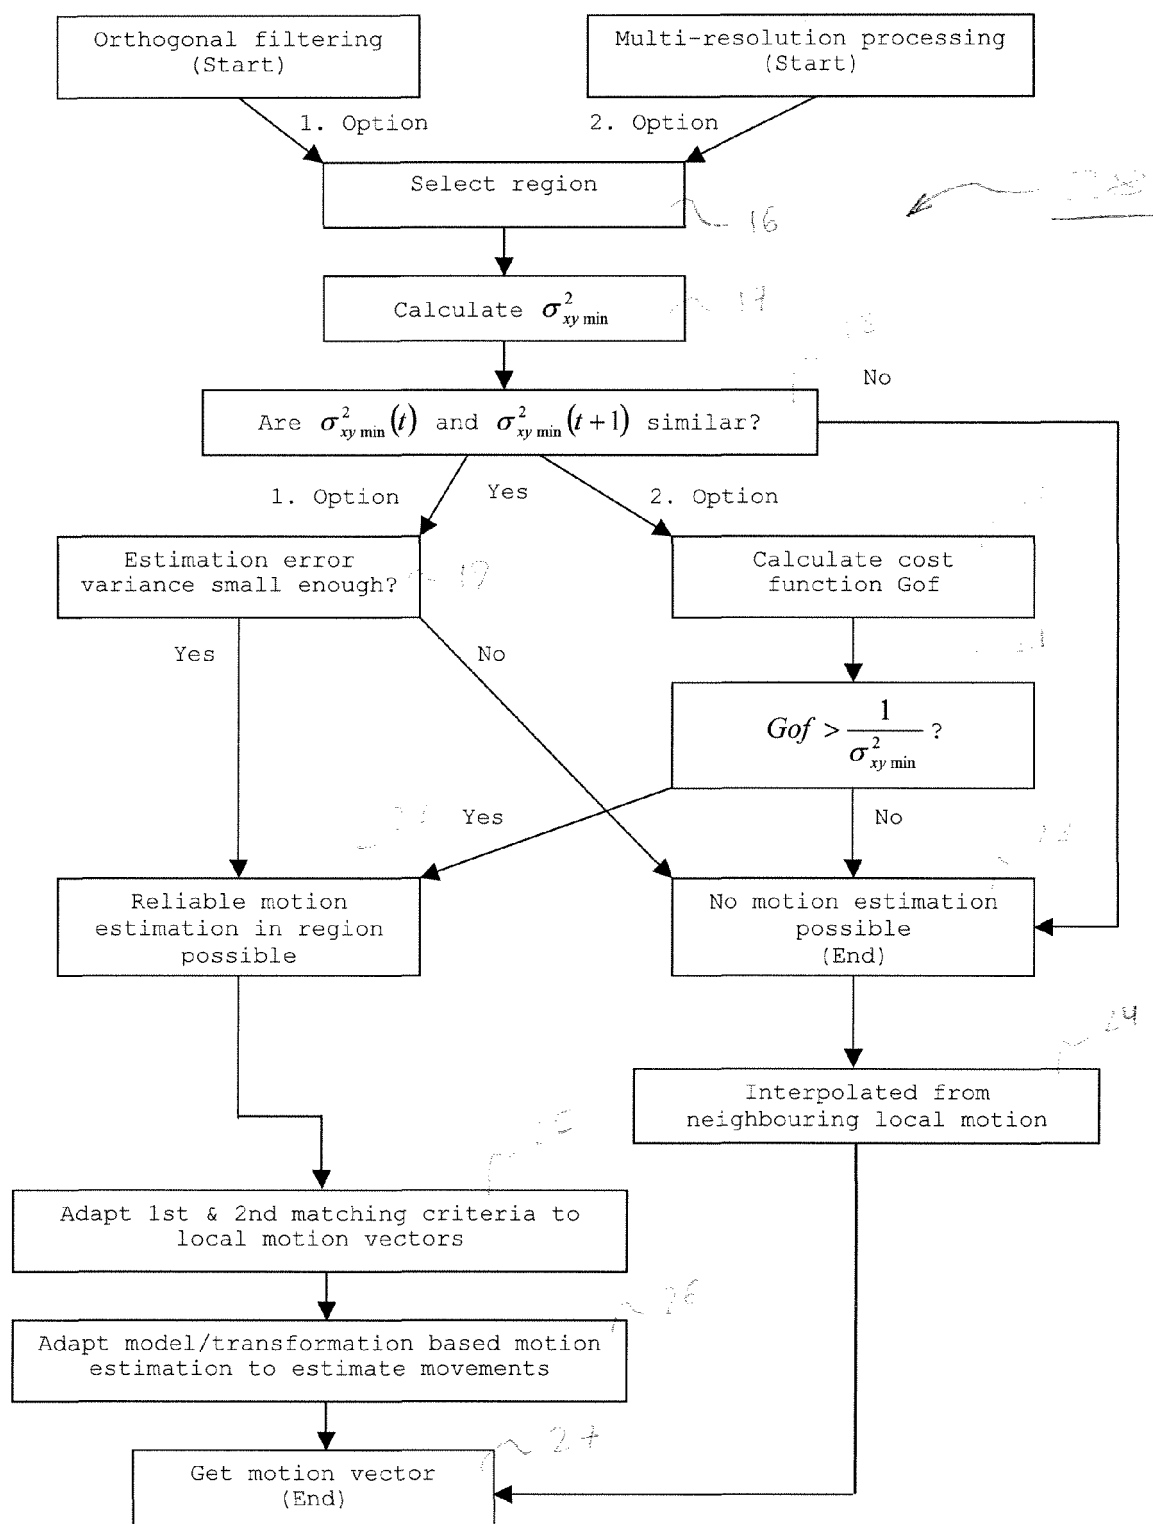 Orthogonal filtering
(Start)
Multi-resolution processing
(Start)
1. Option
2. Option
Select region
16
Calculate σ²xy min
17
No
Are σ²xy min(t) and σ²xy min(t+1) similar?
1. Option
Yes
2. Option
Estimation error
variance small enough?
19
Calculate cost
function Gof
Yes
No
Gof > 1/σ²xy min ?
Yes
No
Reliable motion
estimation in region
possible
No motion estimation
possible
(End)
24
Interpolated from
neighbouring local motion
Adapt 1st & 2nd matching criteria to
local motion vectors
26
Adapt model/transformation based motion
estimation to estimate movements
27
Get motion vector
(End)